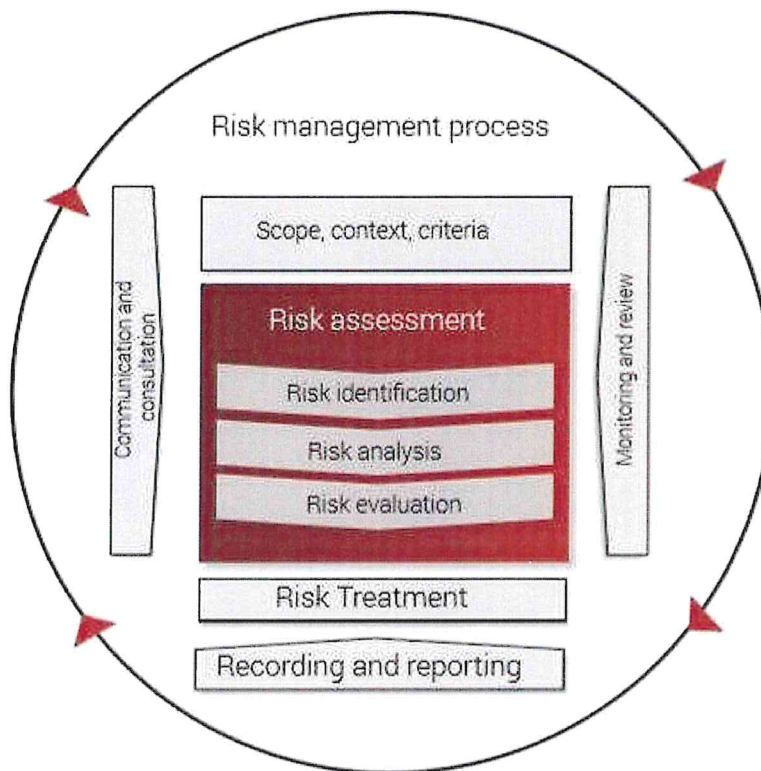 Risk management process
Scope, context, criteria
Communication and
consultation
Risk assessment
Risk identification
Risk analysis
Risk evaluation
Monitoring and review
Risk Treatment
Recording and reporting